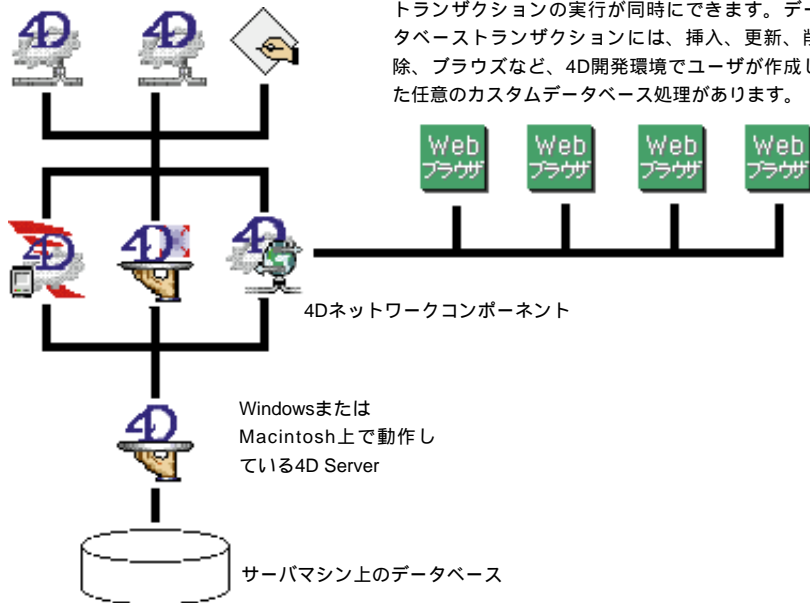 トランザクションの実行が同時にできます。デー
タベーストランザクションには、挿入、更新、削
除、ブラウズなど、4D開発環境でユーザが作成し
た任意のカスタムデータベース処理があります。
4D
4D
Web
ブラウザ
Web
ブラウザ
Web
ブラウザ
Web
ブラウザ
4D
4D
4D
4Dネットワークコンポーネント
4D
Windowsまたは
Macintosh上で動作し
ている4D Server
サーバマシン上のデータベース